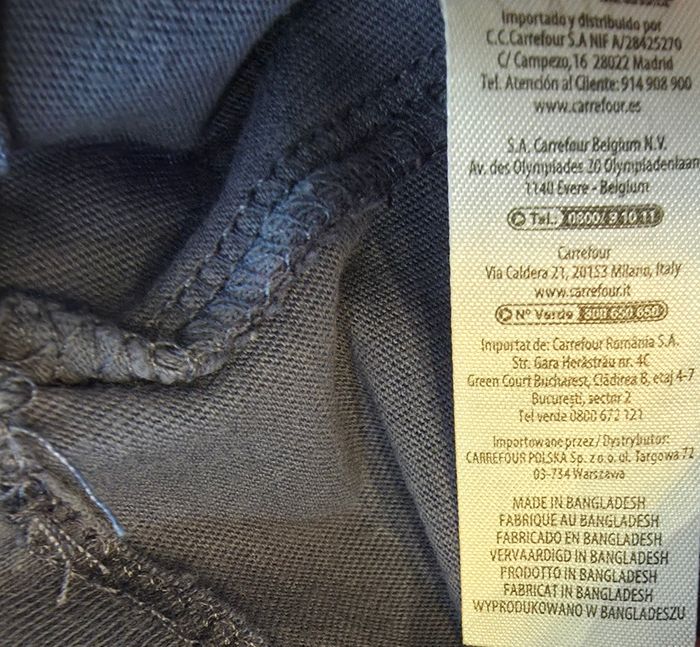 Importado y distribuido por
C.C.Carrefour S.A NIF A/28425270
C/ Campezo, 16 28022 Madrid
Tel. Atención al Cliente: 914 908 900
www.carrefour.es
S.A. Carrefour Belgium N.V.
Av. des Olympiades 20 Olympiadenlaan
1140 Evere - Belgium
Tel. 0800/ 9 10 11
Carrefour
Via Caldera 21, 20153 Milano, Italy
www.carrefour.it
N° Verde 800 650 650
Importat de: Carrefour România S.A.
Str. Gara Herăstrău nr. 4C
Green Court Bucharest, Clădirea B, etaj 4-7
Bucureşti, sector 2
Tel verde 0800 672 121
Importowane przez / Dystrybutor:
CARREFOUR POLSKA Sp. z o. o. ul. Targowa 72
03-734 Warszawa
MADE IN BANGLADESH
FABRIQUE AU BANGLADESH
FABRICADO EN BANGLADESH
VERVAARDIGD IN BANGLADESH
PRODOTTO IN BANGLADESH
FABRICAT IN BANGLADESH
WYPRODUKOWANO W BANGLADESZU